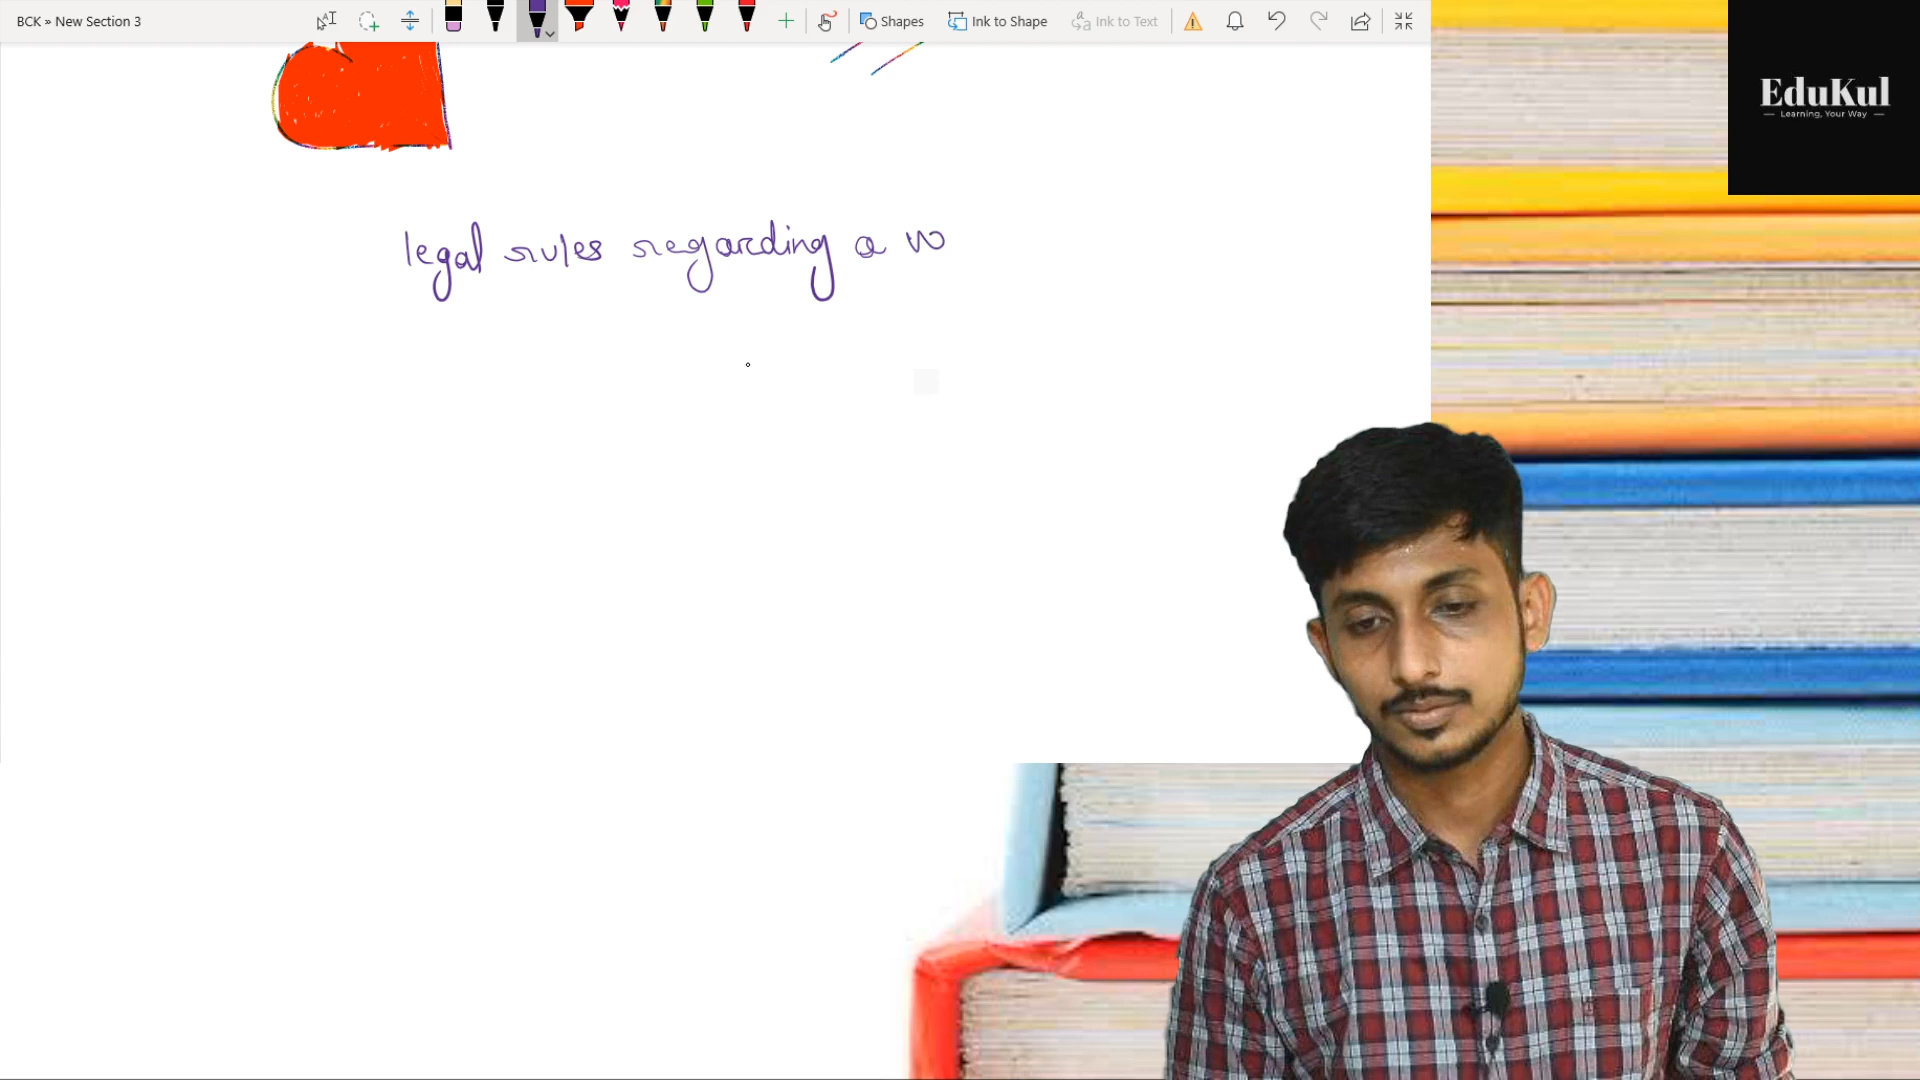 BCK » New Section 3
Shapes
Ink to Shape
Ink to Text
EduKul
Learning, Your Way
legal rules regarding a